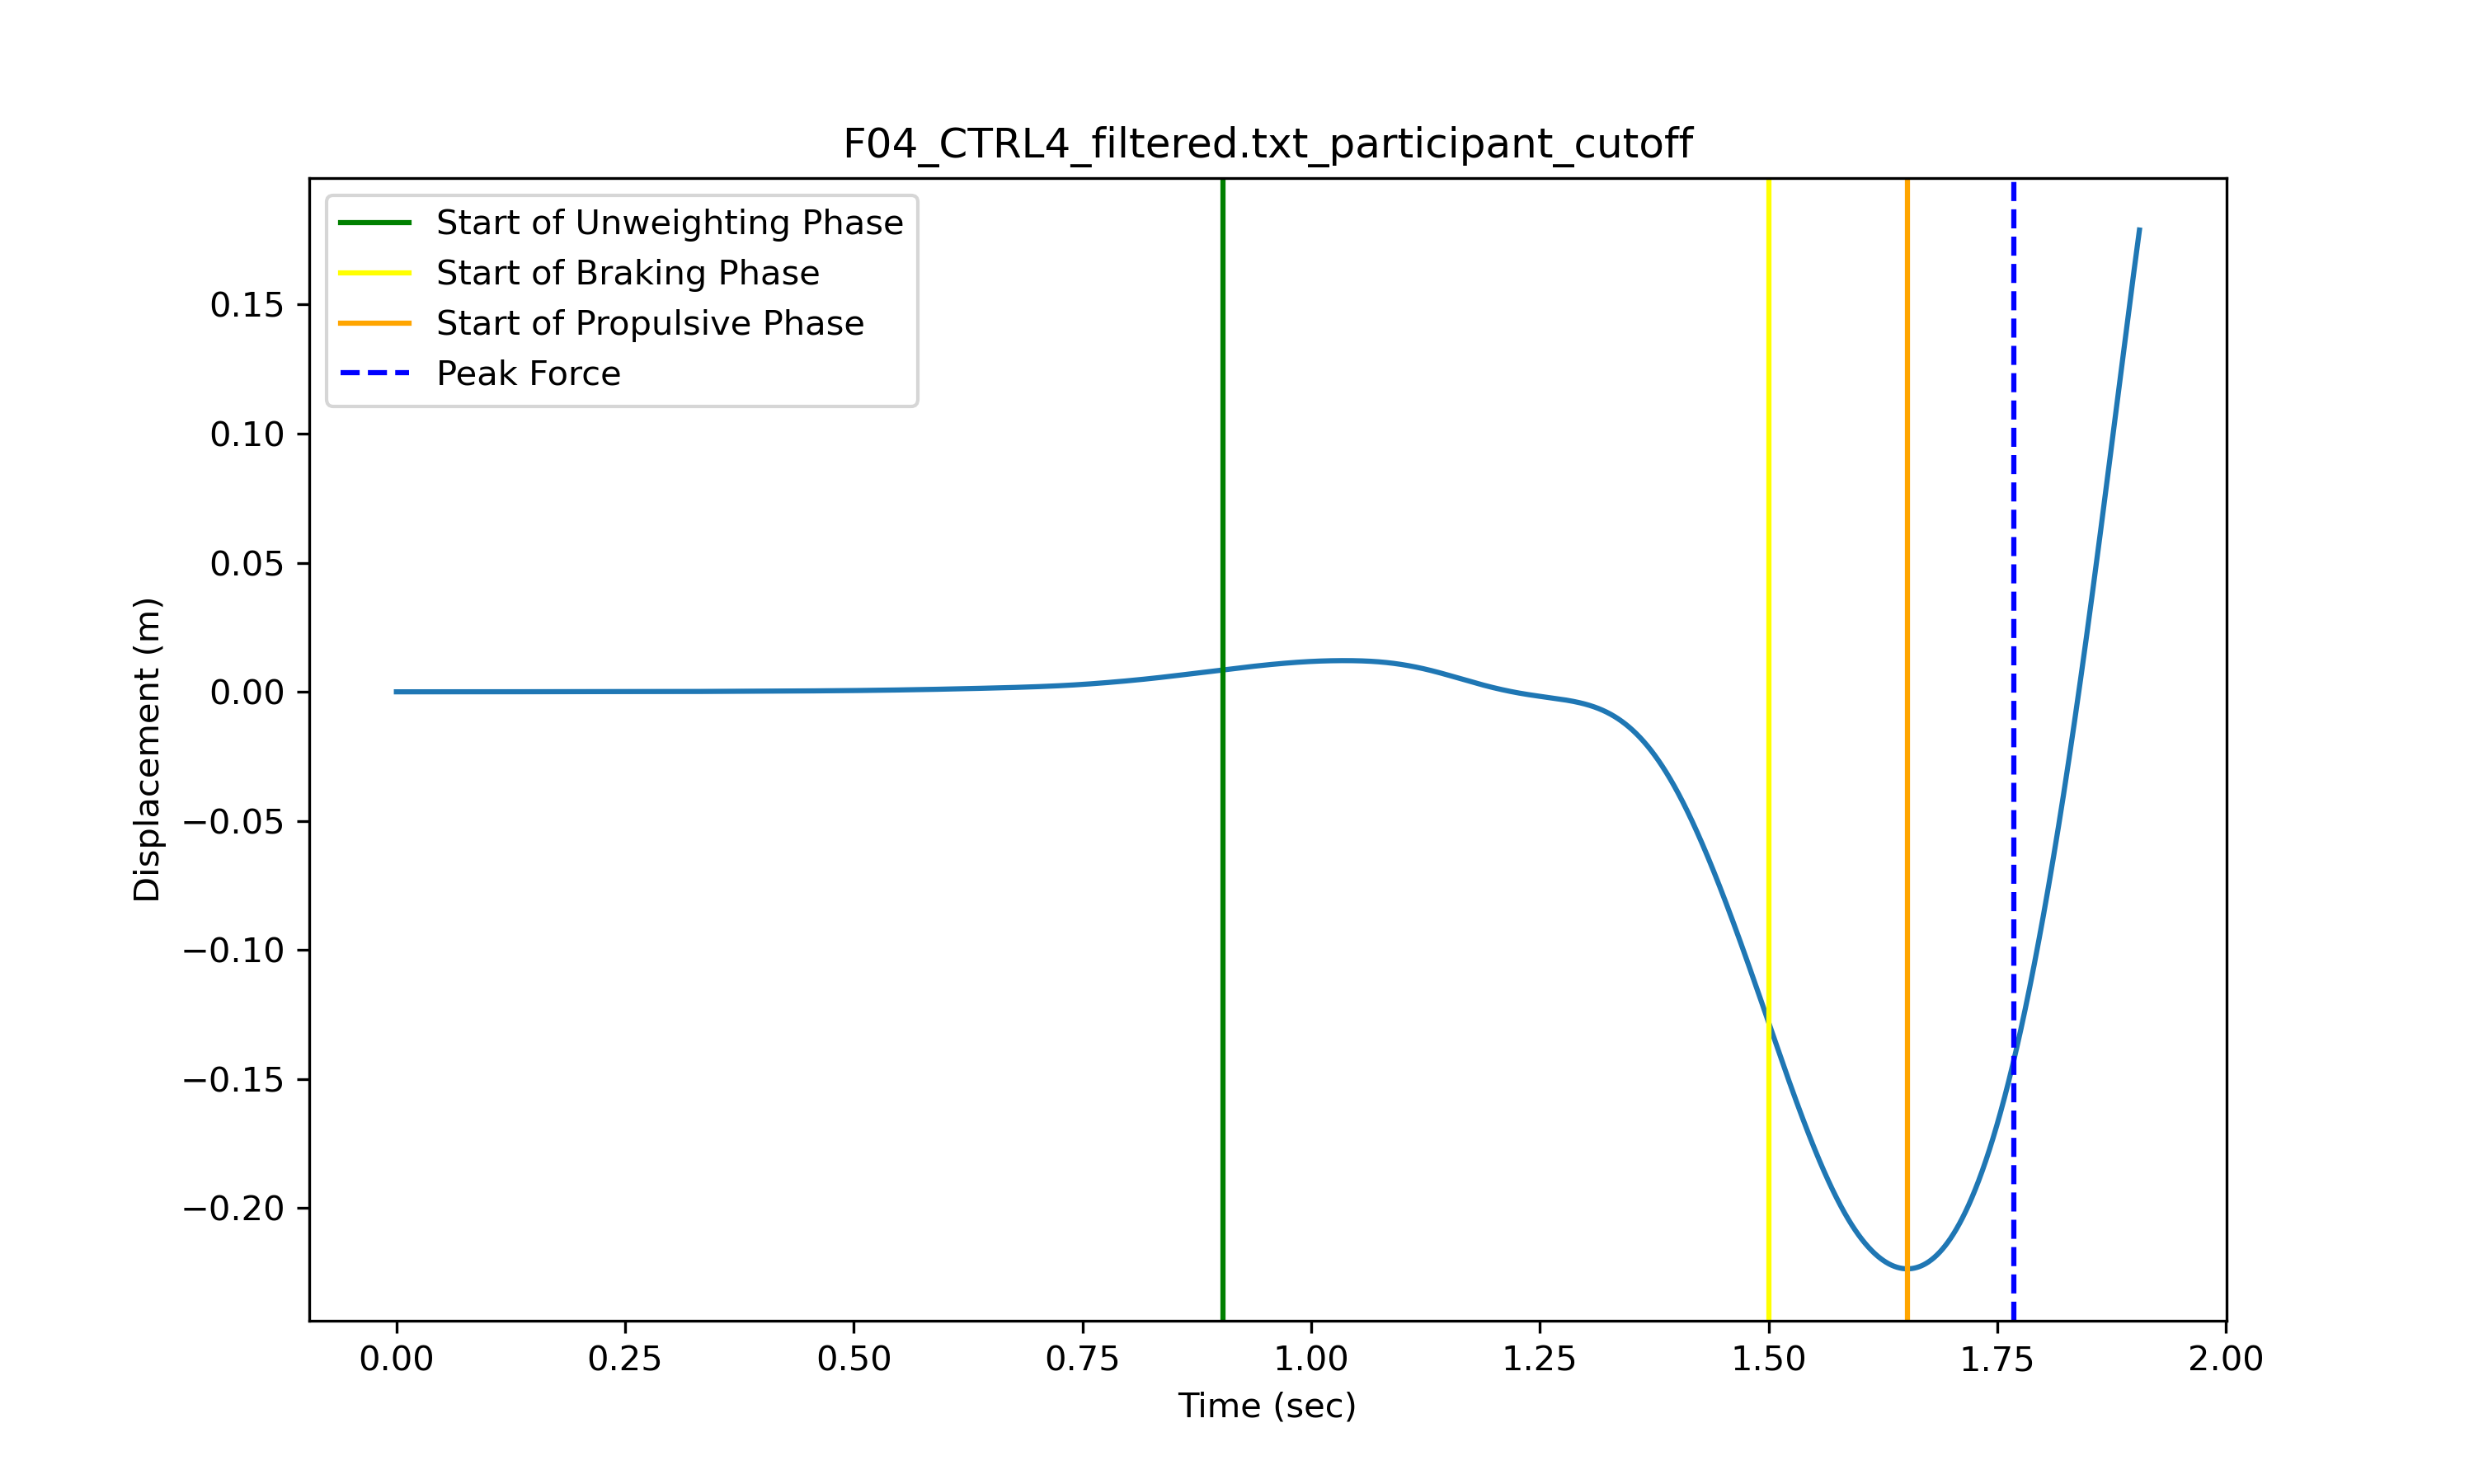 F04_CTRL4_filtered.txt_participant_cutoff
Start of Unweighting Phase
Start of Braking Phase
Start of Propulsive Phase
Peak Force
0.15
0.10
0.05
0.00
−0.05
−0.10
−0.15
−0.20
Displacement (m)
0.00 0.25 0.50 0.75 1.00 1.25 1.50 1.75 2.00
Time (sec)